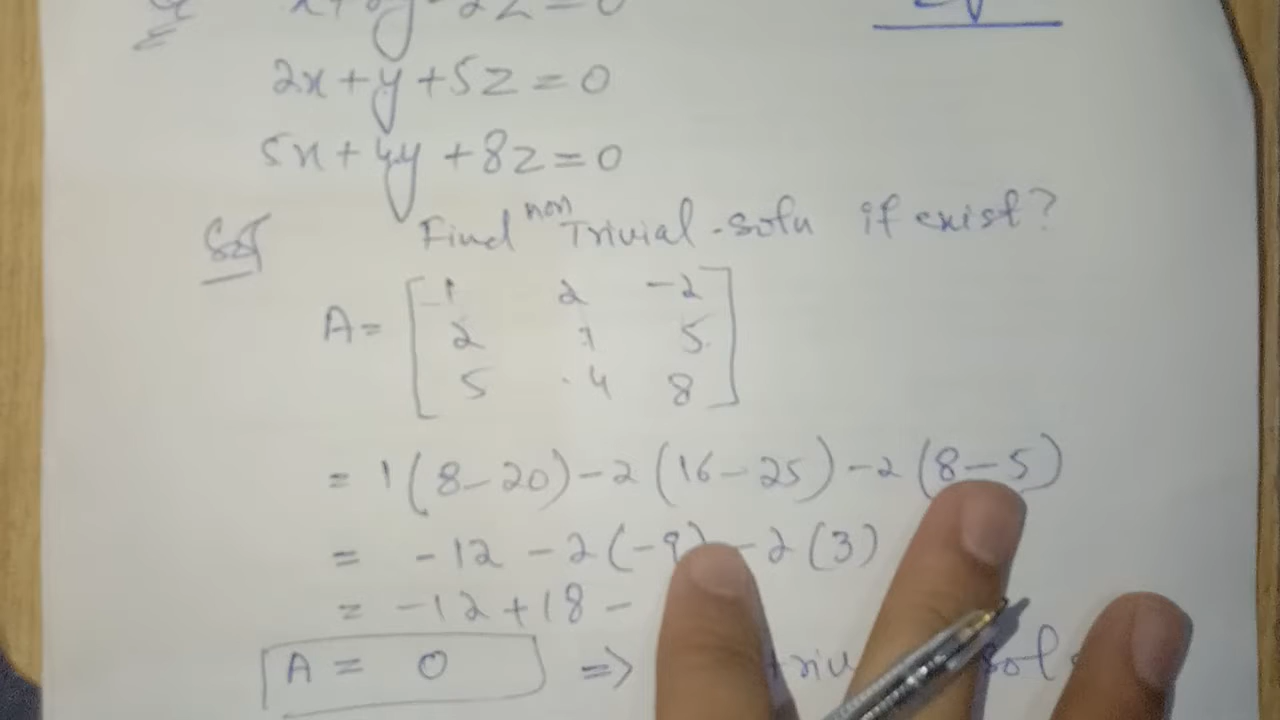 2x+y+5z=0
5x+4y+8z=0
Sol Find non Trivial-soln if exist?
A= [ 1 2 -2
2 1 5
5 4 8 ]
= 1(8-20)-2(16-25)-2(8-5)
= -12 -2(-9)-2(3)
= -12+18-
A = 0 =>